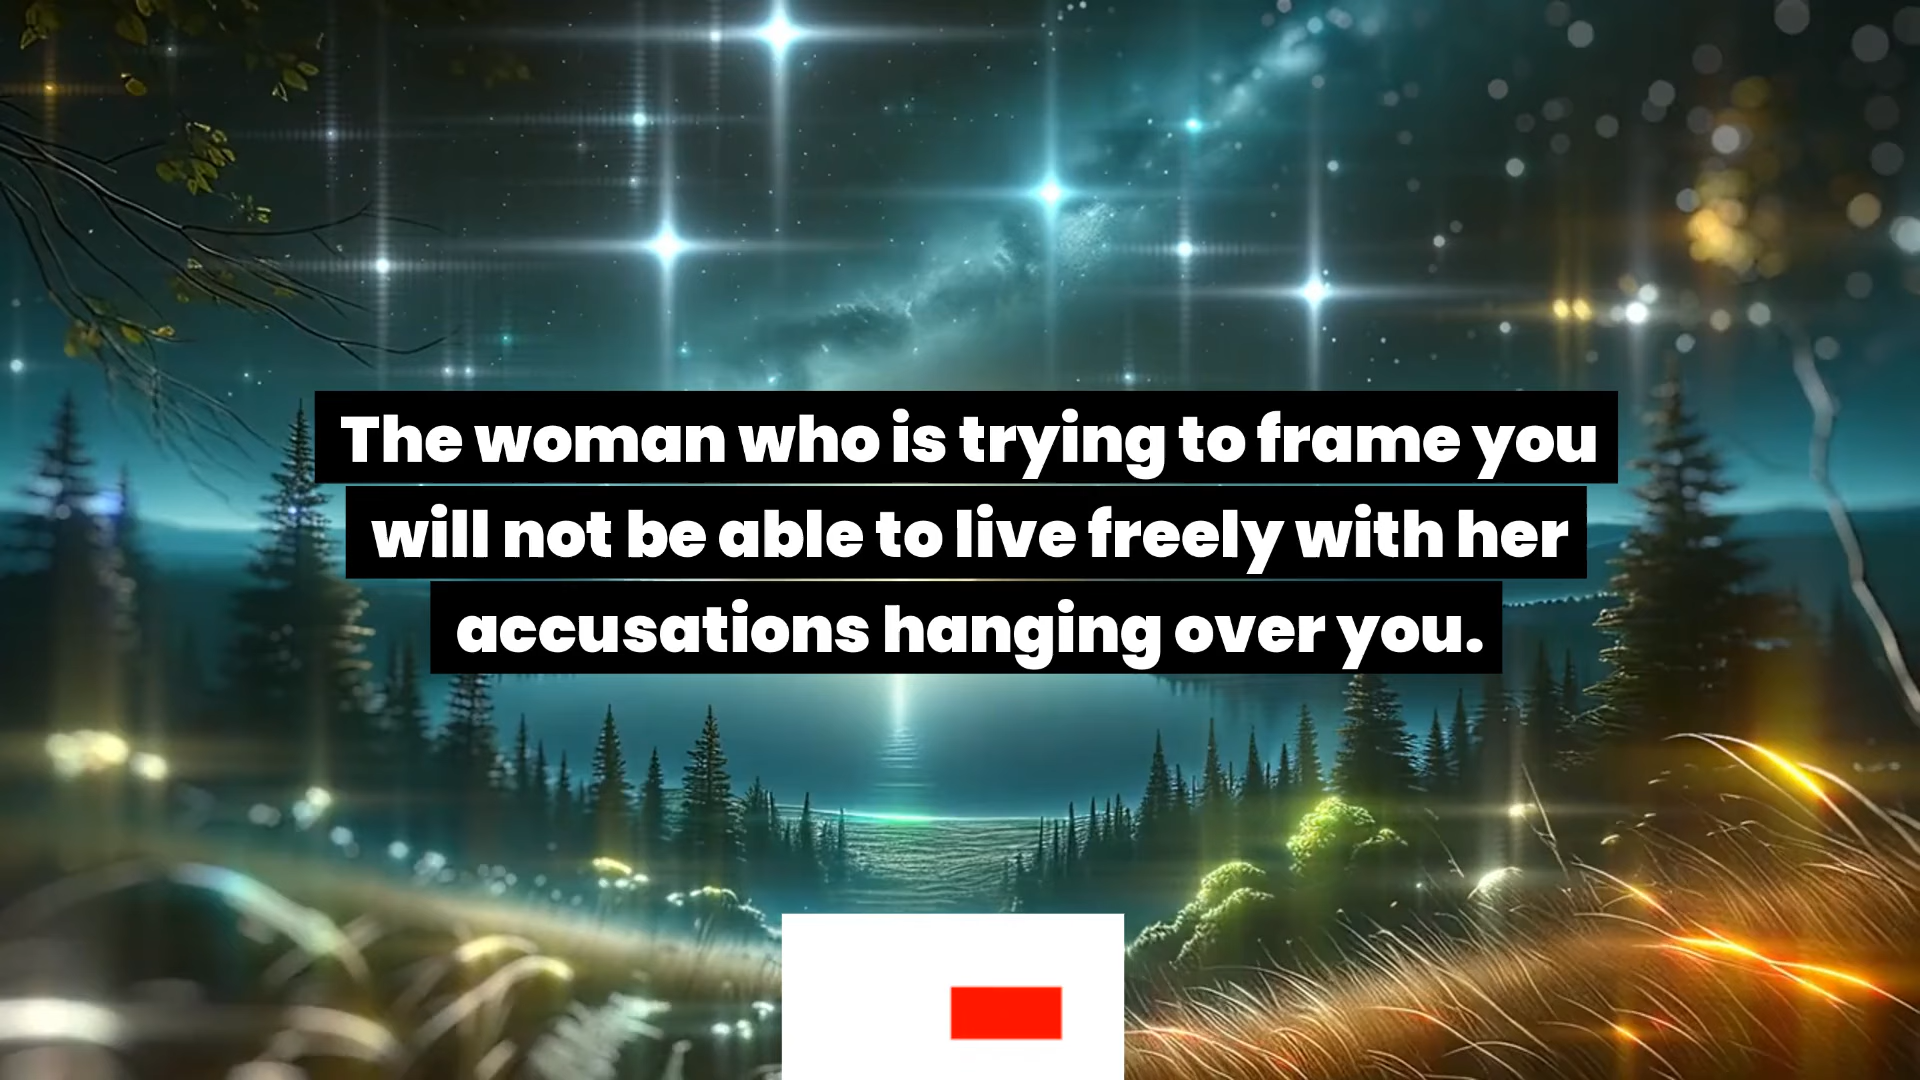 The woman who is trying to frame you
will not be able to live freely with her
accusations hanging over you.